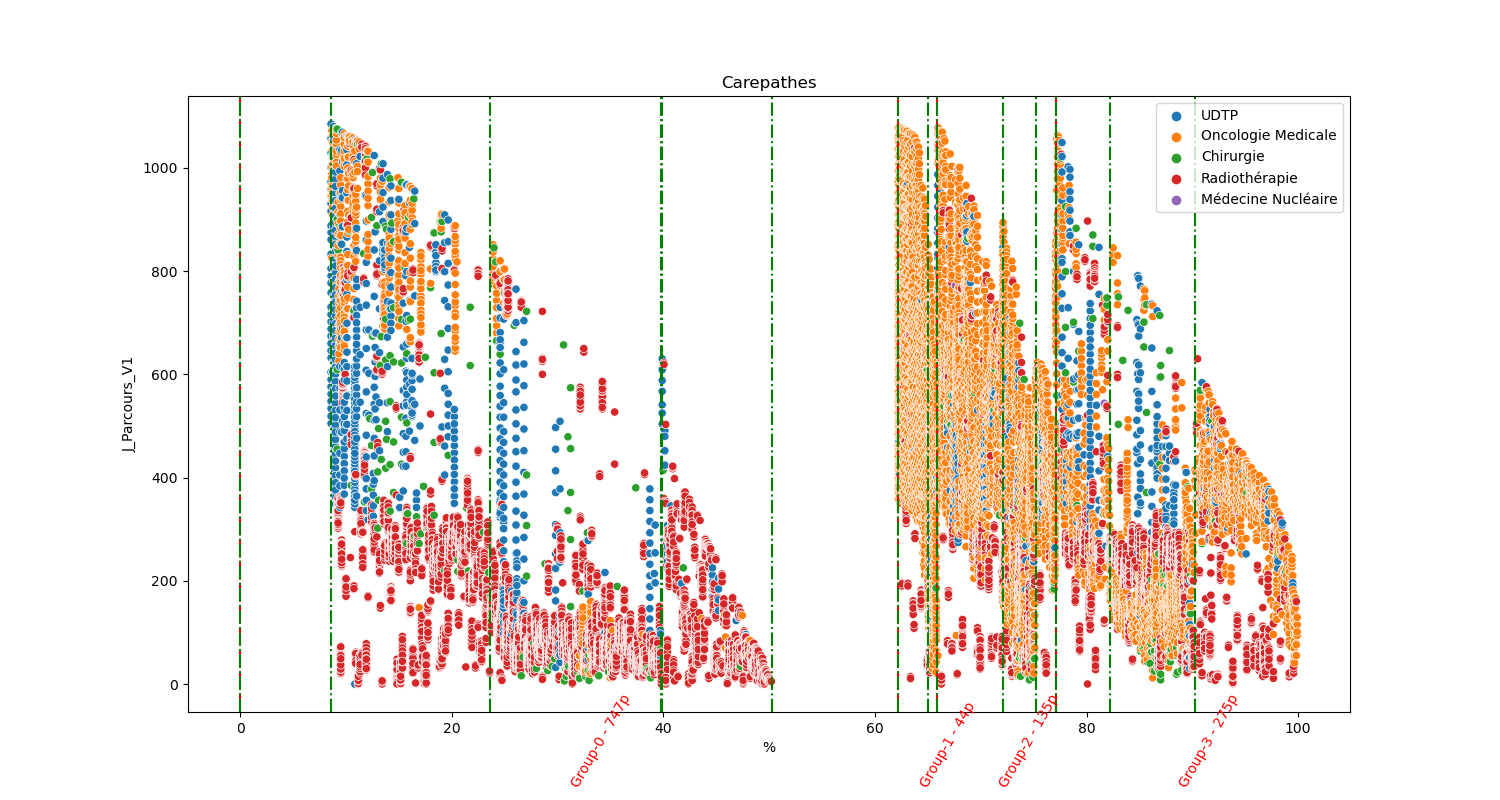 Carepathes
J_Parcours_V1
1000
800
600
400
200
0
UDTP
Oncologie Medicale
Chirurgie
Radiothérapie
Médecine Nucléaire
0 20 40 60 80 100
%
Group-0 - 747p
Group-1 - 44p
Group-2 - 135p
Group-3 - 275p